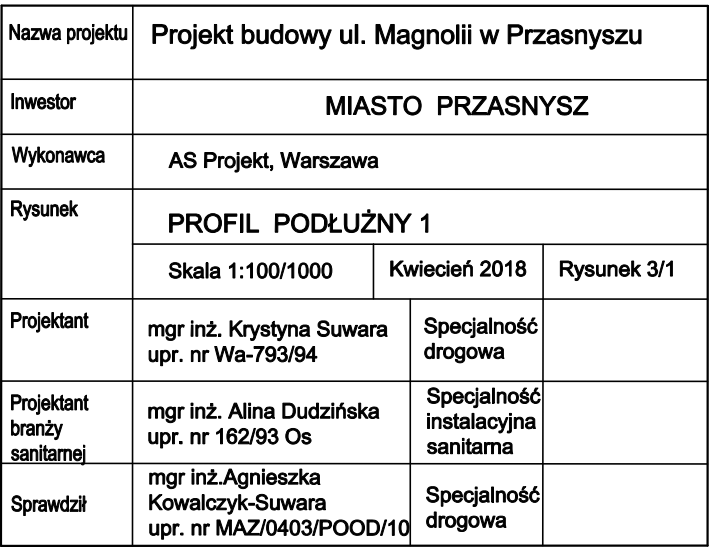 Nazwa projektu
Projekt budowy ul. Magnolii w Przasnyszu
Inwestor
MIASTO PRZASNYSZ
Wykonawca
AS Projekt, Warszawa
Rysunek
PROFIL PODŁUŻNY 1
Skala 1:100/1000
Kwiecień 2018
Rysunek 3/1
Projektant
mgr inż. Krystyna Suwara
upr. nr Wa-793/94
Specjalność
drogowa
Projektant
branży
sanitarnej
mgr inż. Alina Dudzińska
upr. nr 162/93 Os
Specjalność
instalacyjna
sanitarna
Sprawdził
mgr inż.Agnieszka
Kowalczyk-Suwara
upr. nr MAZ/0403/POOD/10
Specjalność
drogowa